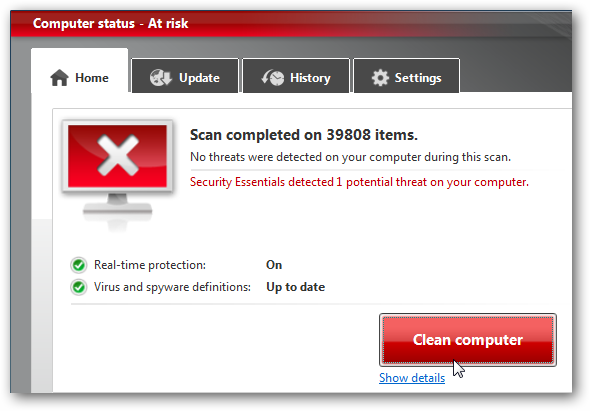 Computer status - At risk
Home Update History Settings
Scan completed on 39808 items.
No threats were detected on your computer during this scan.
Security Essentials detected 1 potential threat on your computer.
Real-time protection: On
Virus and spyware definitions: Up to date
Clean computer
Show details